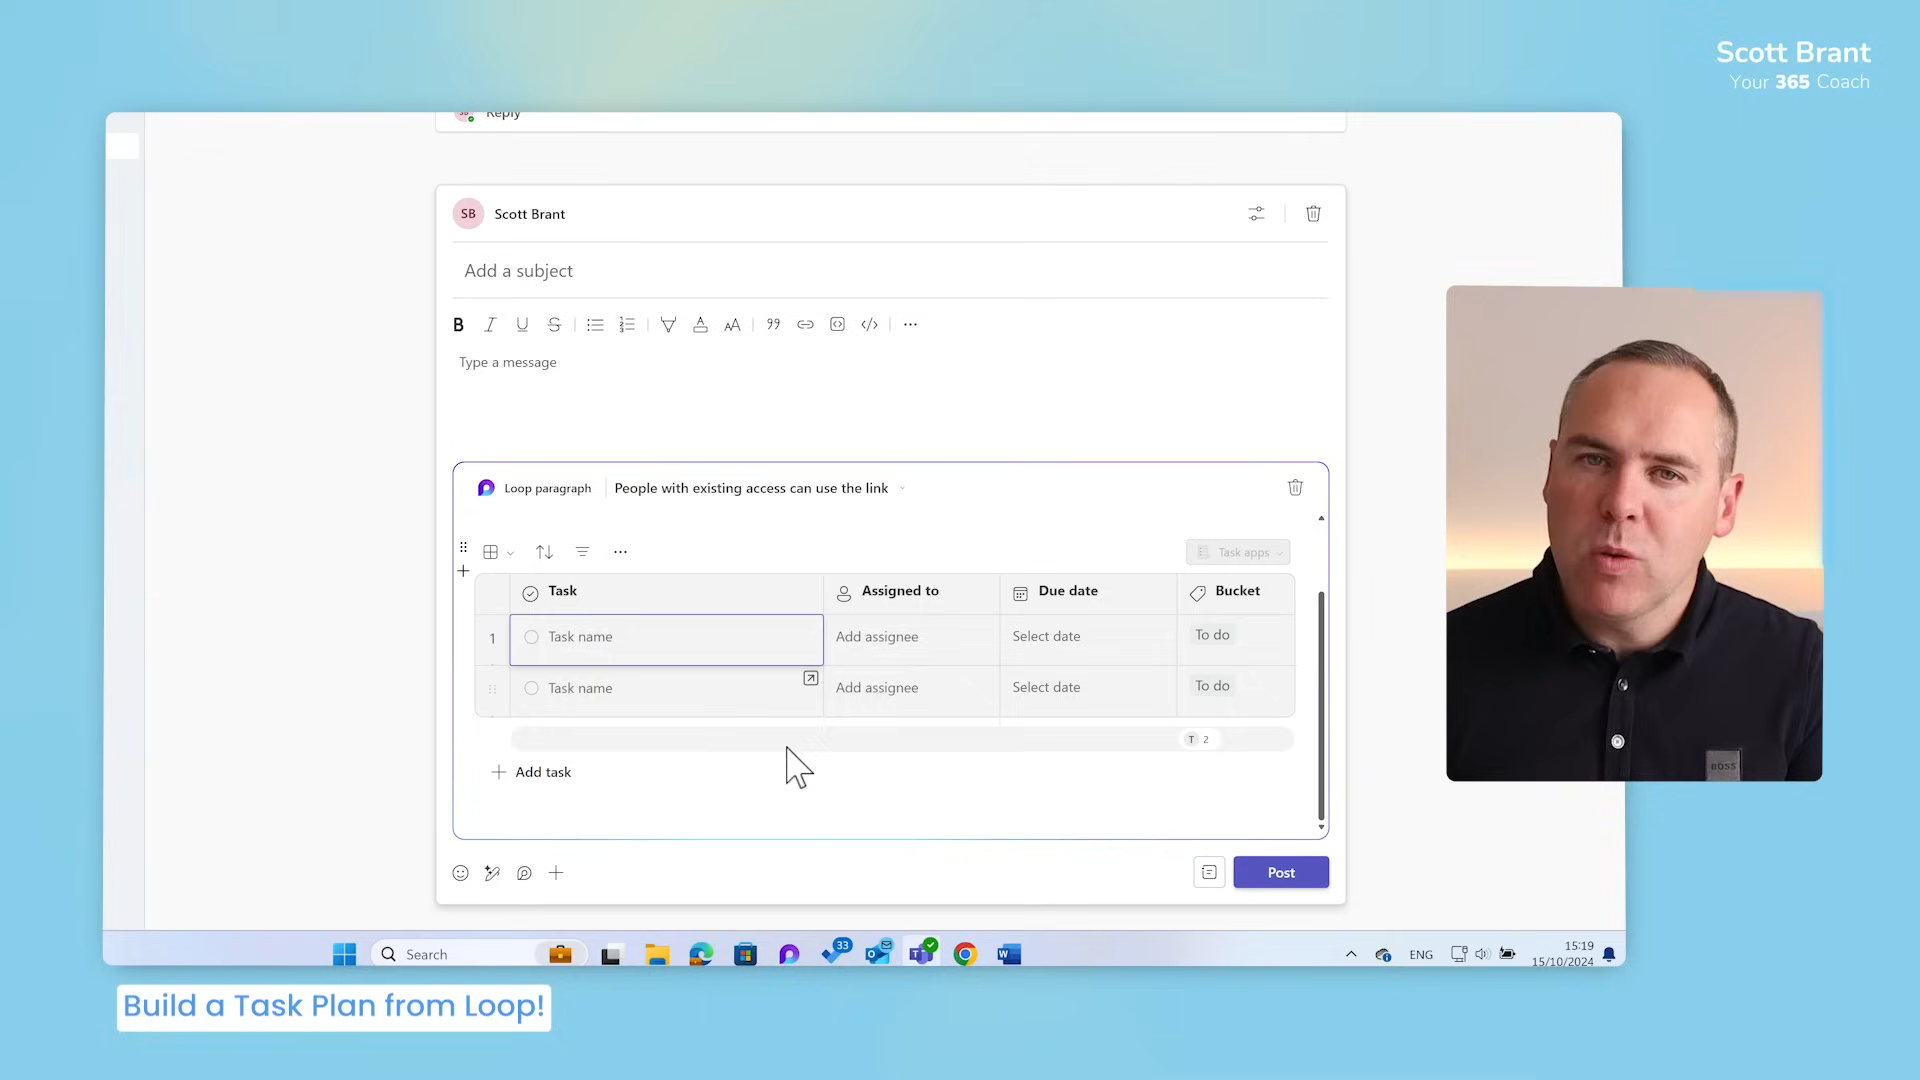 Scott Brant
Your 365 Coach
Reply
SB Scott Brant
Add a subject
B I U S
Type a message
Loop paragraph People with existing access can use the link
Task apps
Task Assigned to Due date Bucket
1 Task name Add assignee Select date To do
Task name Add assignee Select date To do
T 2
Add task
Post
BOSS
Search 33 ENG 15:19
15/10/2024
Build a Task Plan from Loop!